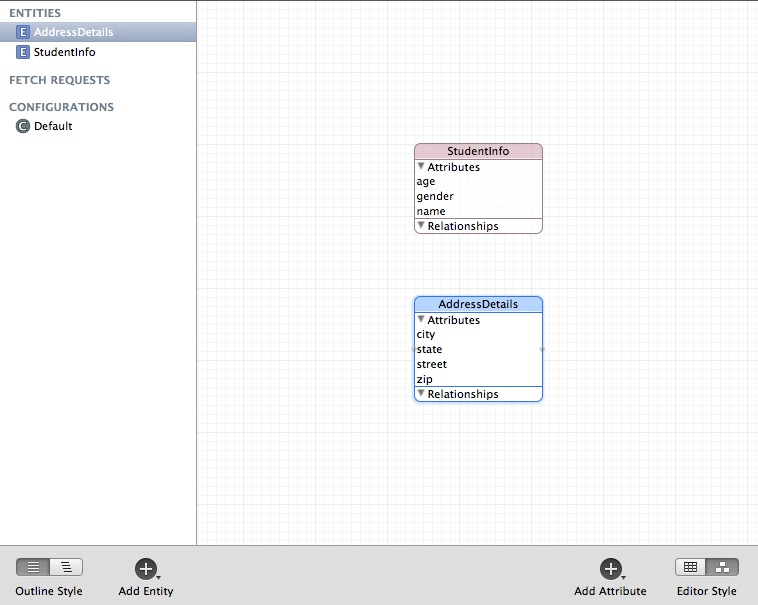 ENTITIES
E AddressDetails
E StudentInfo
FETCH REQUESTS
CONFIGURATIONS
C Default
StudentInfo
Attributes
age
gender
name
Relationships
AddressDetails
Attributes
city
state
street
zip
Relationships
Outline Style
Add Entity
Add Attribute
Editor Style